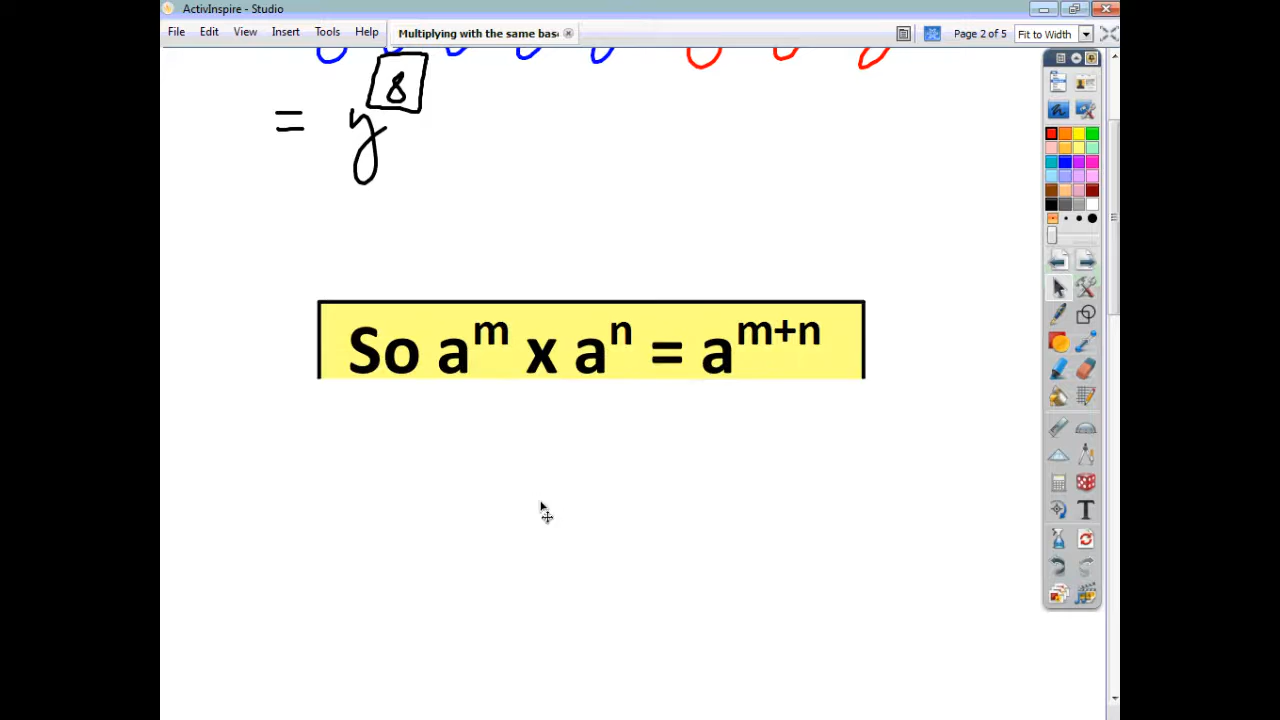 ActivInspire - Studio
File Edit View Insert Tools Help Multiplying with the same bas Page 2 of 5 Fit to Width
= y⁸
So aᵐ x aⁿ = aᵐ⁺ⁿ